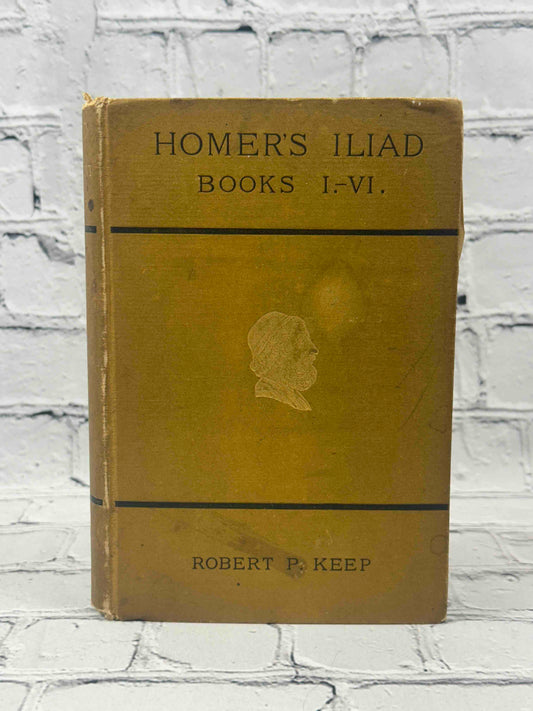 HOMER'S ILIAD
BOOKS I.-VI.
ROBERT P. KEEP